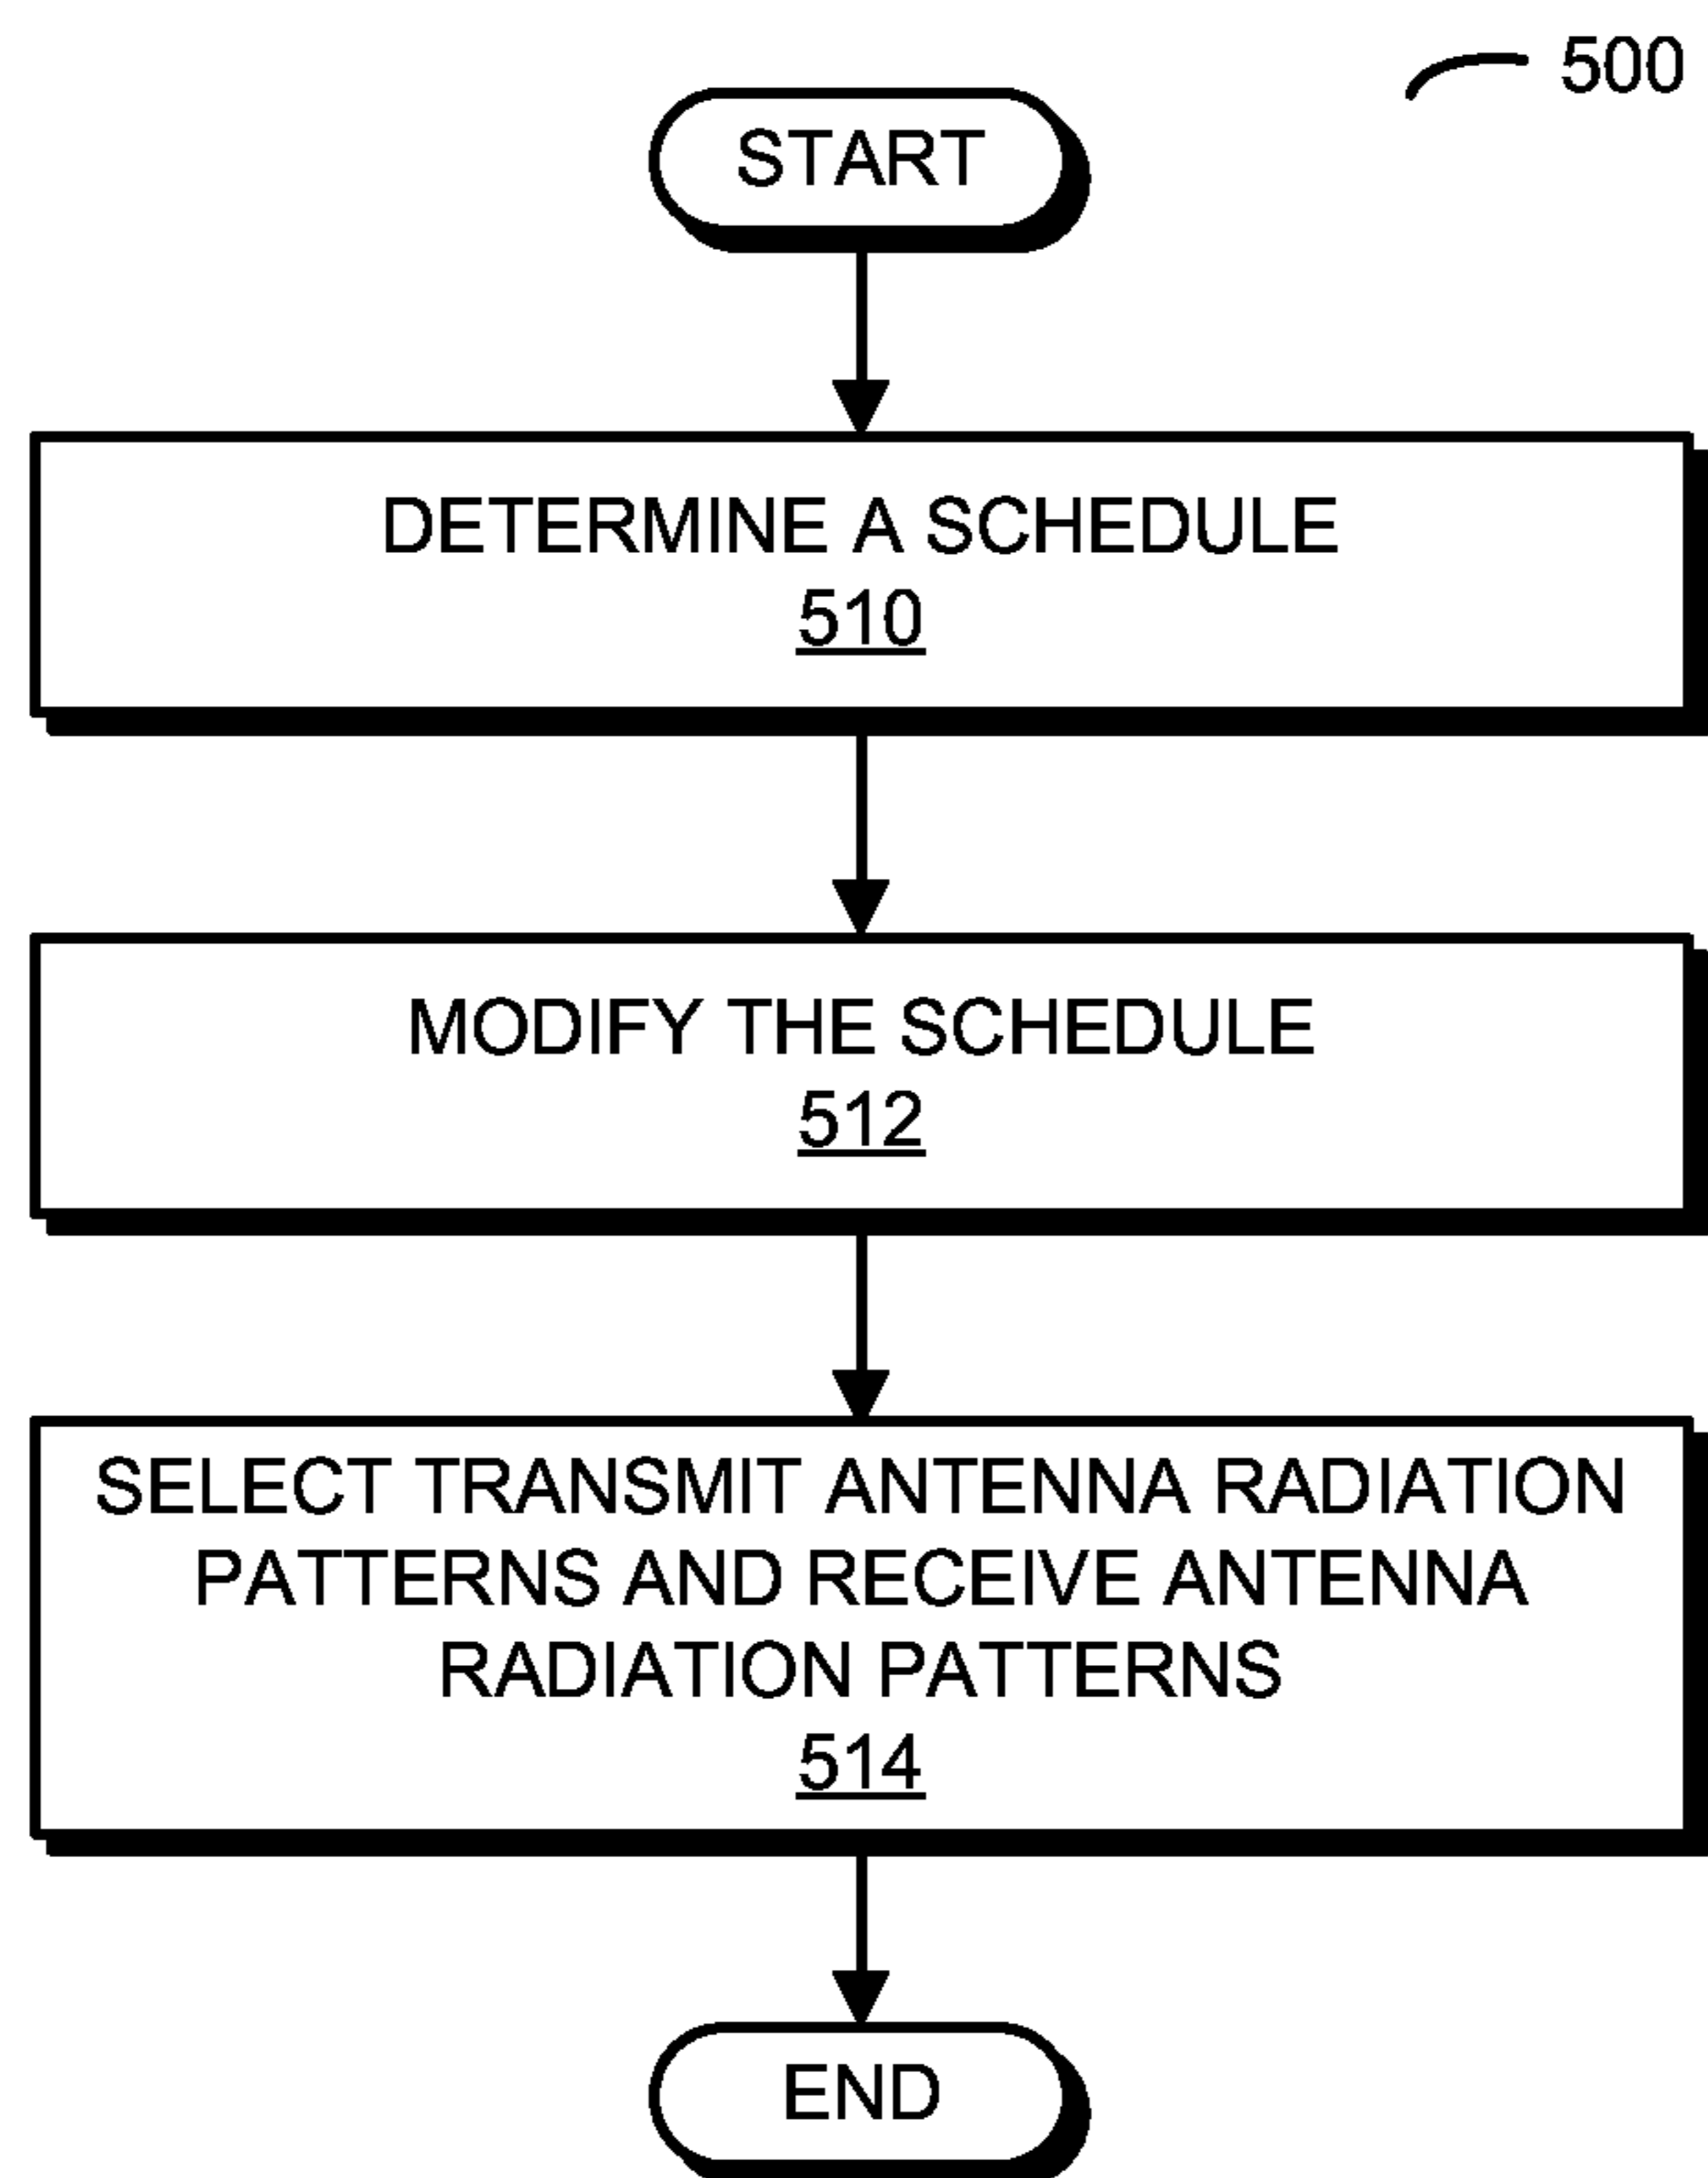 500
START
DETERMINE A SCHEDULE
510
MODIFY THE SCHEDULE
512
SELECT TRANSMIT ANTENNA RADIATION
PATTERNS AND RECEIVE ANTENNA
RADIATION PATTERNS
514
END